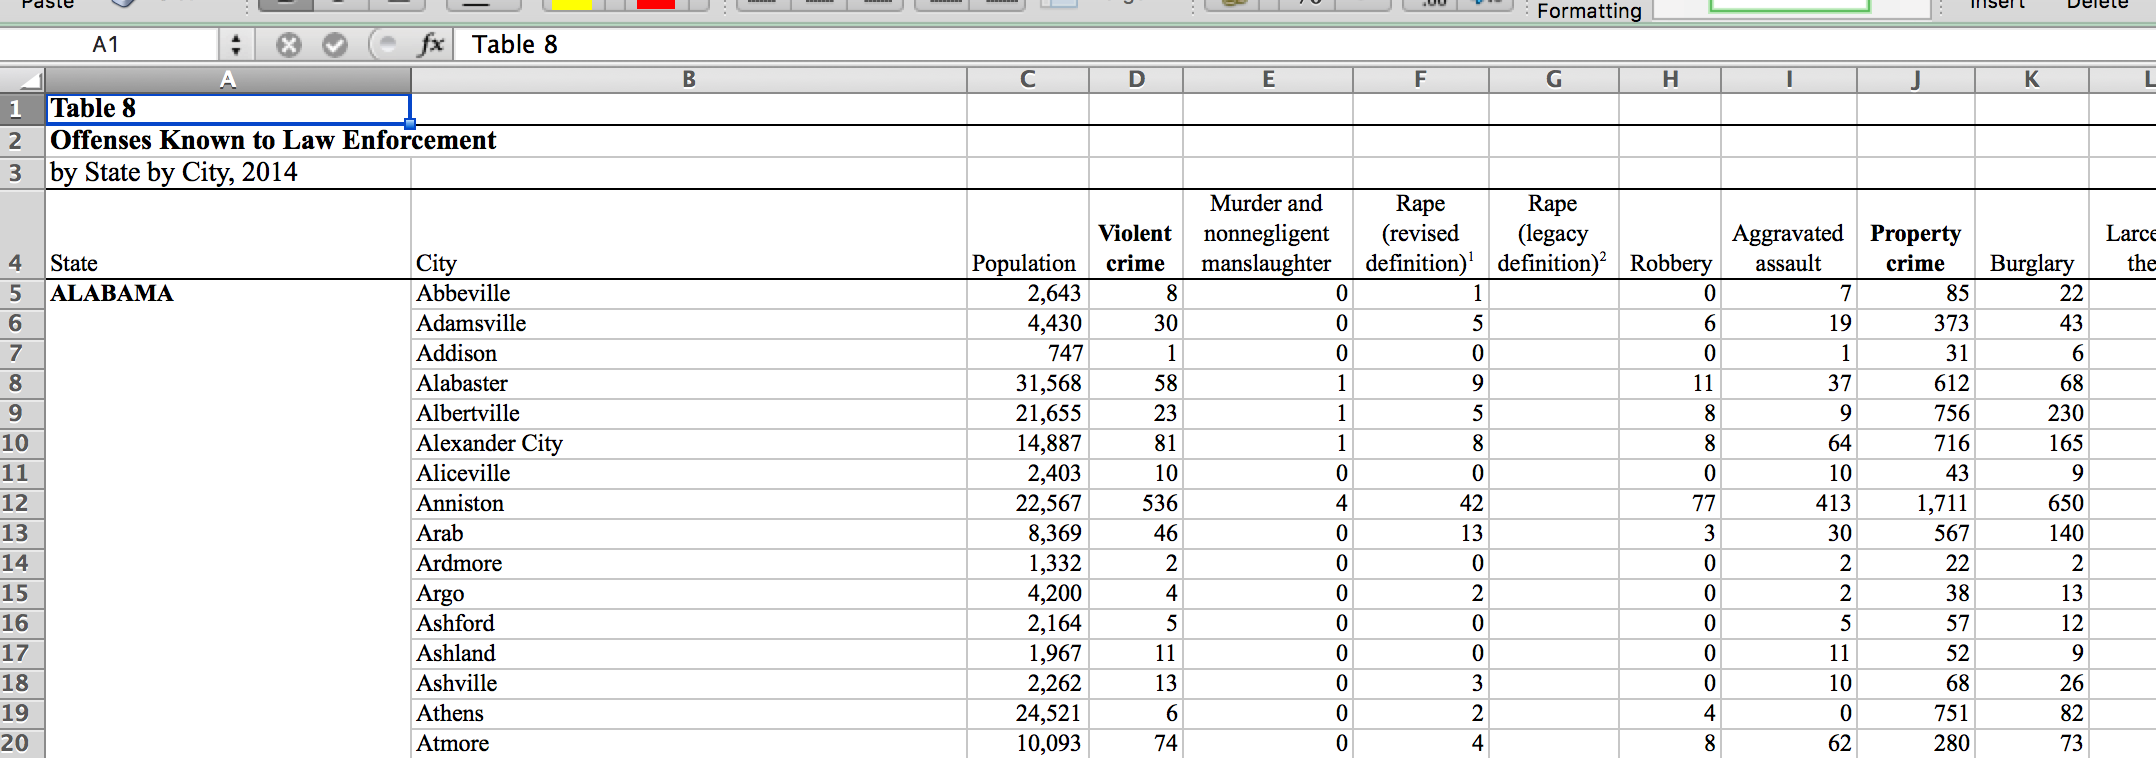 Paste
Formatting
Insert Delete
A1 fx Table 8
A B C D E F G H I J K L
1 Table 8
2 Offenses Known to Law Enforcement
3 by State by City, 2014
Murder and Rape Rape
Violent nonnegligent (revised (legacy Aggravated Property
4 State City Population crime manslaughter definition)¹ definition)² Robbery assault crime Burglary the
5 ALABAMA Abbeville 2,643 8 0 1 0 7 85 22
6 Adamsville 4,430 30 0 5 6 19 373 43
7 Addison 747 1 0 0 0 1 31 6
8 Alabaster 31,568 58 1 9 11 37 612 68
9 Albertville 21,655 23 1 5 8 9 756 230
10 Alexander City 14,887 81 1 8 8 64 716 165
11 Aliceville 2,403 10 0 0 0 10 43 9
12 Anniston 22,567 536 4 42 77 413 1,711 650
13 Arab 8,369 46 0 13 3 30 567 140
14 Ardmore 1,332 2 0 0 0 2 22 2
15 Argo 4,200 4 0 2 0 2 38 13
16 Ashford 2,164 5 0 0 0 5 57 12
17 Ashland 1,967 11 0 0 0 11 52 9
18 Ashville 2,262 13 0 3 0 10 68 26
19 Athens 24,521 6 0 2 4 0 751 82
20 Atmore 10,093 74 0 4 8 62 280 73